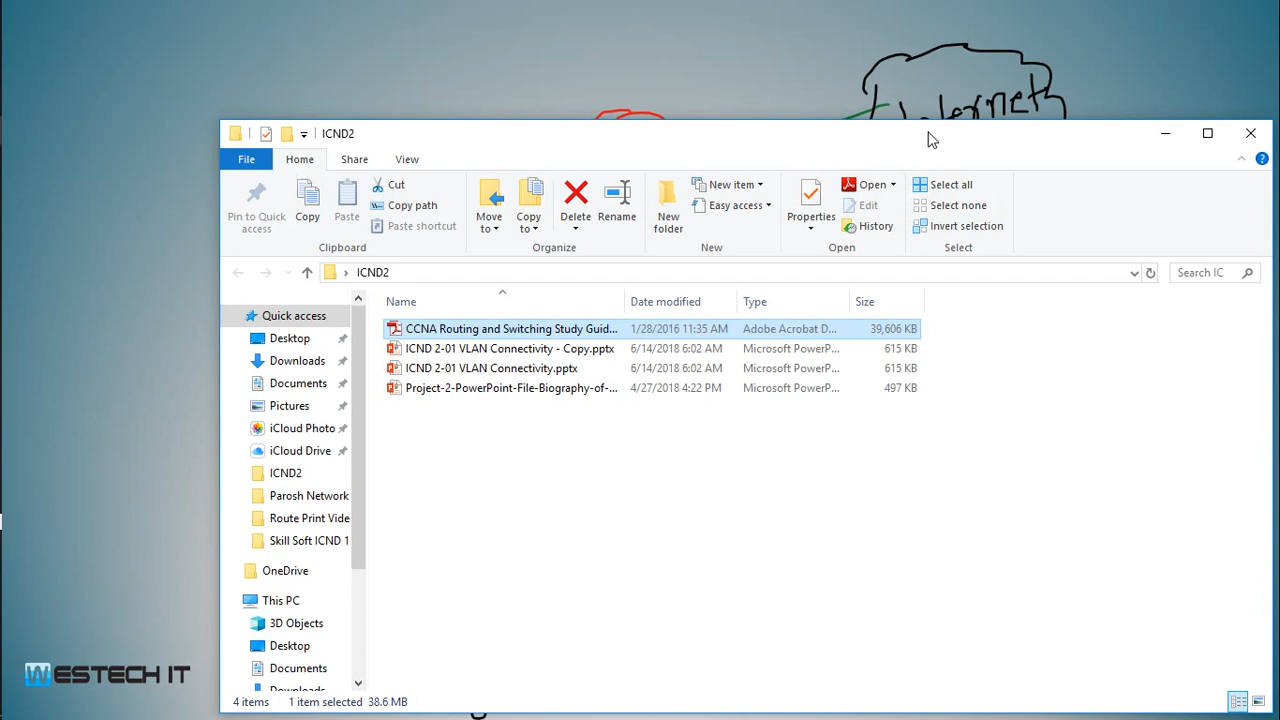 Internet
ICND2
File Home Share View
Pin to Quick access
Copy
Paste
Cut
Copy path
Paste shortcut
Clipboard
Move to
Copy to
Delete
Rename
Organize
New folder
New item
Easy access
New
Properties
Open
Edit
History
Open
Select all
Select none
Invert selection
Select
ICND2
Search IC
Name Date modified Type Size
CCNA Routing and Switching Study Guid... 1/28/2016 11:35 AM Adobe Acrobat D... 39,606 KB
ICND 2-01 VLAN Connectivity - Copy.pptx 6/14/2018 6:02 AM Microsoft PowerP... 615 KB
ICND 2-01 VLAN Connectivity.pptx 6/14/2018 6:02 AM Microsoft PowerP... 615 KB
Project-2-PowerPoint-File-Biography-of-... 4/27/2018 4:22 PM Microsoft PowerP... 497 KB
Quick access
Desktop
Downloads
Documents
Pictures
iCloud Photo
iCloud Drive
ICND2
Parosh Network
Route Print Vide
Skill Soft ICND 1
OneDrive
This PC
3D Objects
Desktop
Documents
Downloads
WESTECH IT
4 items 1 item selected 38.6 MB